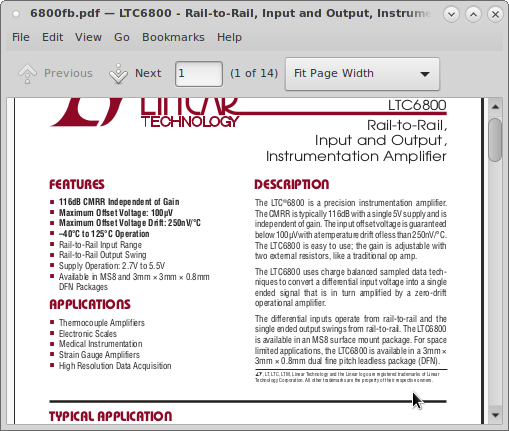 6800fb.pdf — LTC6800 - Rail-to-Rail, Input and Output, Instrume
File Edit View Go Bookmarks Help
Previous Next 1 (1 of 14) Fit Page Width
LINEAR
TECHNOLOGY
LTC6800
Rail-to-Rail,
Input and Output,
Instrumentation Amplifier
FEATURES
■ 116dB CMRR Independent of Gain
■ Maximum Offset Voltage: 100µV
■ Maximum Offset Voltage Drift: 250nV/°C
■ –40°C to 125°C Operation
■ Rail-to-Rail Input Range
■ Rail-to-Rail Output Swing
■ Supply Operation: 2.7V to 5.5V
■ Available in MS8 and 3mm × 3mm × 0.8mm
DFN Packages
APPLICATIONS
■ Thermocouple Amplifiers
■ Electronic Scales
■ Medical Instrumentation
■ Strain Gauge Amplifiers
■ High Resolution Data Acquisition
DESCRIPTION
The LTC®6800 is a precision instrumentation amplifier.
The CMRR is typically 116dB with a single 5V supply and is
independent of gain. The input offset voltage is guaranteed
below 100µV with a temperature drift of less than 250nV/°C.
The LTC6800 is easy to use; the gain is adjustable with
two external resistors, like a traditional op amp.
The LTC6800 uses charge balanced sampled data tech-
niques to convert a differential input voltage into a single
ended signal that is in turn amplified by a zero-drift
operational amplifier.
The differential inputs operate from rail-to-rail and the
single ended output swings from rail-to-rail. The LTC6800
is available in an MS8 surface mount package. For space
limited applications, the LTC6800 is available in a 3mm ×
3mm × 0.8mm dual fine pitch leadless package (DFN).
, LT, LTC, LTM, Linear Technology and the Linear logo are registered trademarks of Linear
Technology Corporation. All other trademarks are the property of their respective owners.
TYPICAL APPLICATION